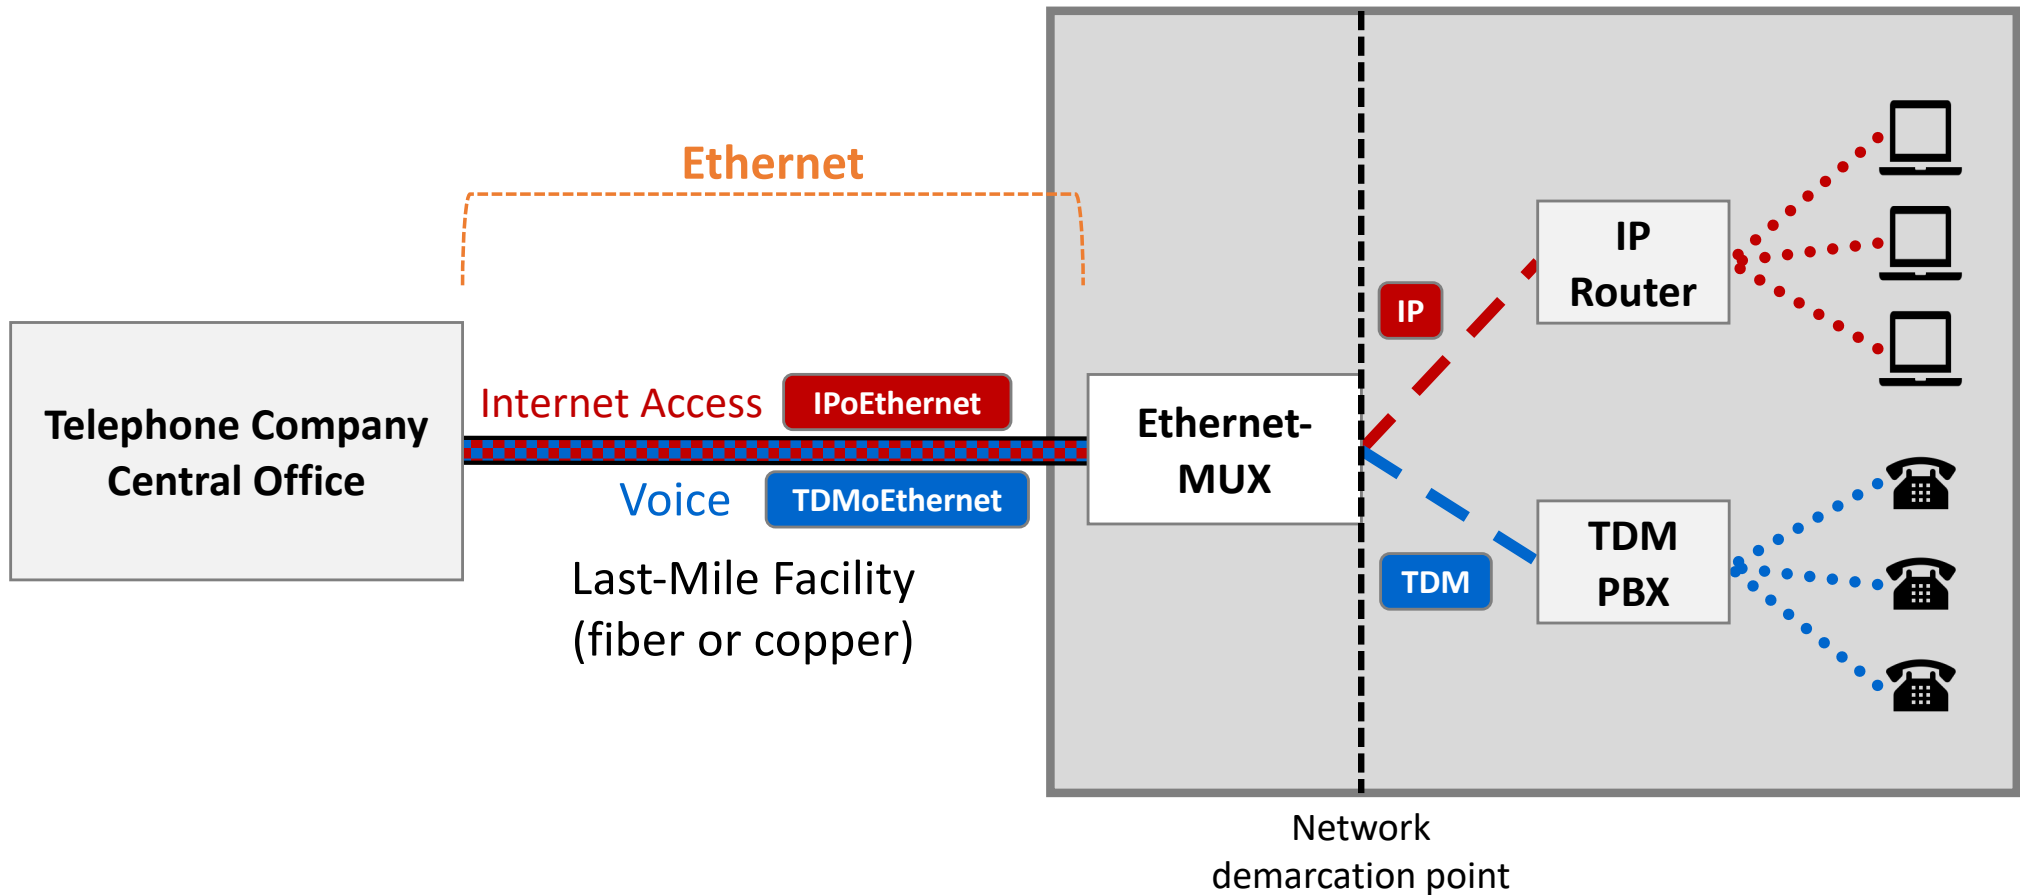 Ethernet
Telephone Company
Central Office
Internet Access
IPoEthernet
Voice
TDMoEthernet
Last-Mile Facility
(fiber or copper)
Ethernet-
MUX
IP
TDM
IP
Router
TDM
PBX
Network
demarcation point